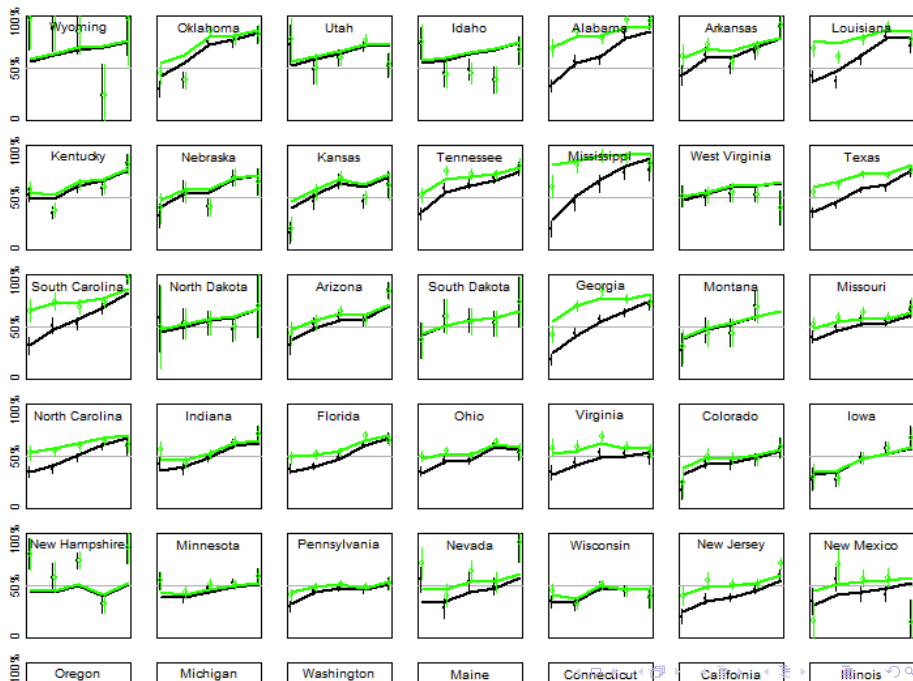 100%
50%
0
Wyoming
Oklahoma
Utah
Idaho
Alabama
Arkansas
Louisiana
100%
50%
0
Kentucky
Nebraska
Kansas
Tennessee
Mississippi
West Virginia
Texas
100%
50%
0
South Carolina
North Dakota
Arizona
South Dakota
Georgia
Montana
Missouri
100%
50%
0
North Carolina
Indiana
Florida
Ohio
Virginia
Colorado
Iowa
100%
50%
0
New Hampshire
Minnesota
Pennsylvania
Nevada
Wisconsin
New Jersey
New Mexico
100%
Oregon
Michigan
Washington
Maine
Connecticut
California
Illinois